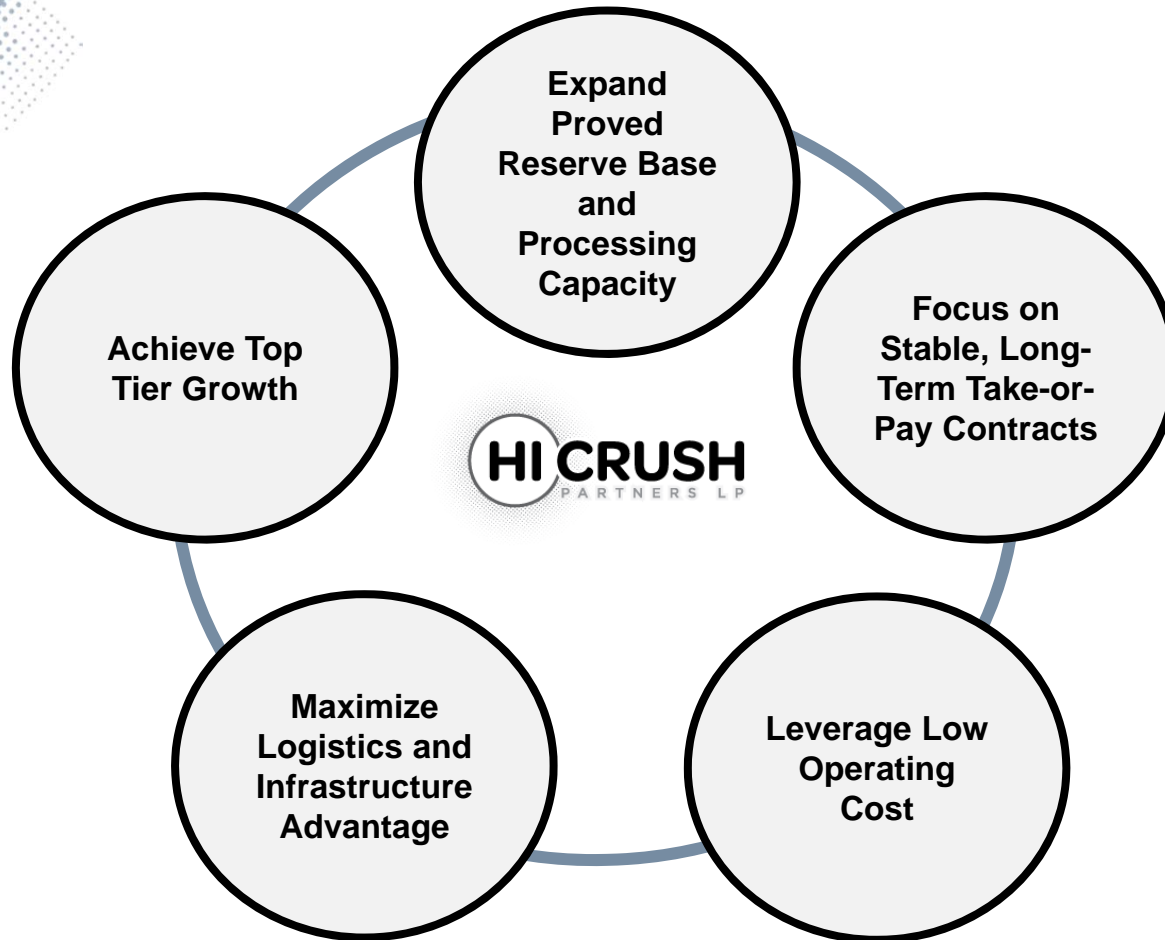 Expand
Proved
Reserve Base
and
Processing
Capacity
Focus on
Stable, Long-
Term Take-or-
Pay Contracts
Achieve Top
Tier Growth
HI CRUSH
PARTNERS LP
Maximize
Logistics and
Infrastructure
Advantage
Leverage Low
Operating
Cost